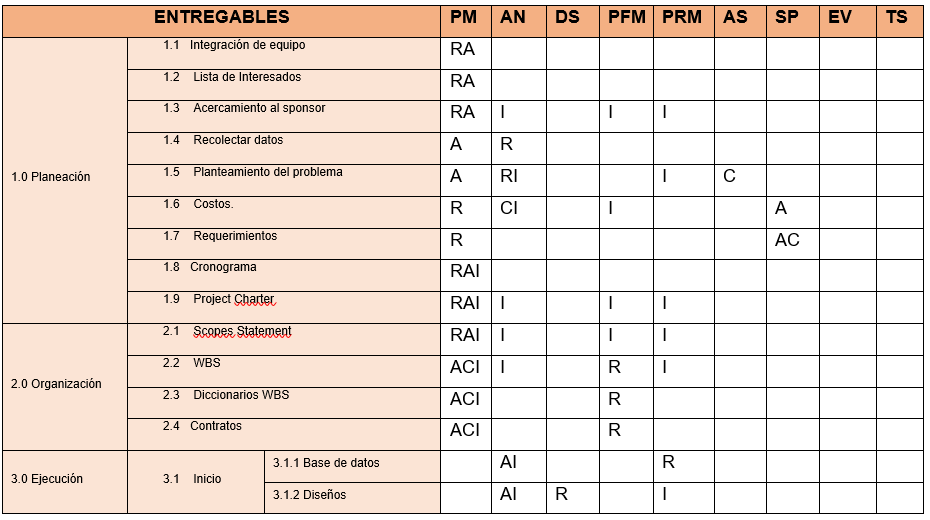 ENTREGABLES PM AN DS PFM PRM AS SP EV TS
1.0 Planeación
1.1 Integración de equipo RA
1.2 Lista de Interesados RA
1.3 Acercamiento al sponsor RA I I I
1.4 Recolectar datos A R
1.5 Planteamiento del problema A RI I C
1.6 Costos. R CI I A
1.7 Requerimientos R AC
1.8 Cronograma RAI
1.9 Project Charter RAI I I I
2.0 Organización
2.1 Scopes Statement RAI I I I
2.2 WBS ACI I R I
2.3 Diccionarios WBS ACI R
2.4 Contratos ACI R
3.0 Ejecución
3.1 Inicio
3.1.1 Base de datos AI R
3.1.2 Diseños AI R I